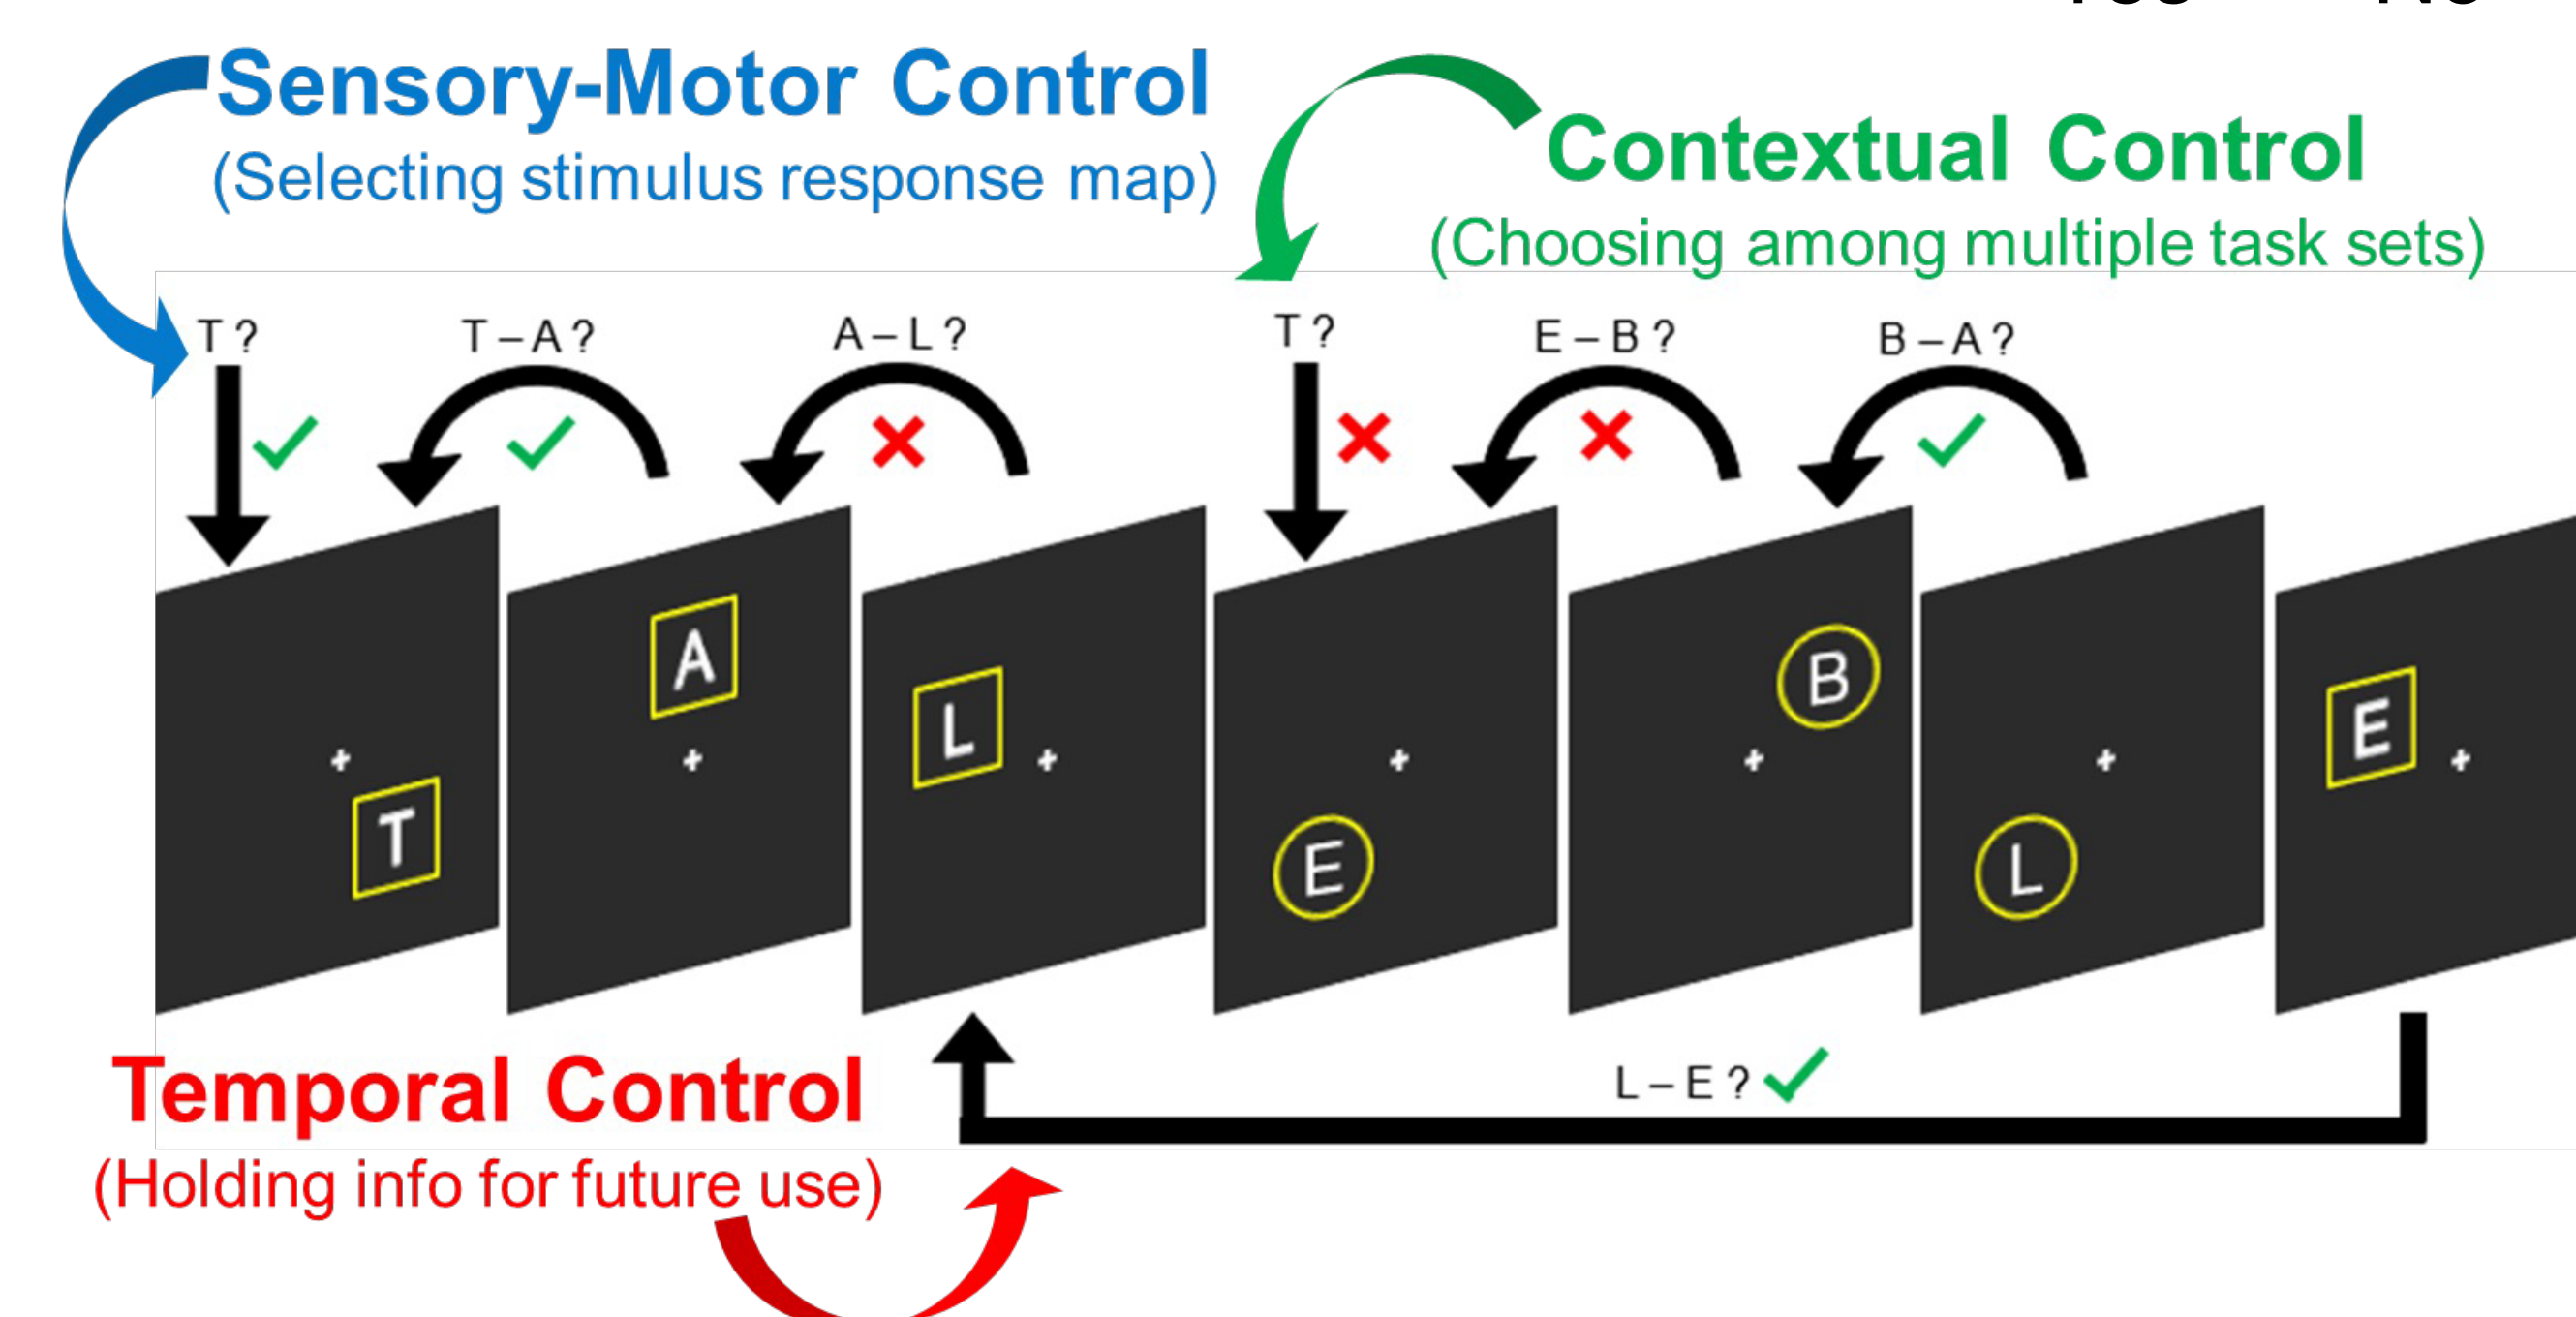 Sensory-Motor Control
(Selecting stimulus response map)
Contextual Control
(Choosing among multiple task sets)
T ?
T – A ?
A – L ?
T ?
E – B ?
B – A ?
T
A
L
E
B
L
E
L – E ?
Temporal Control
(Holding info for future use)